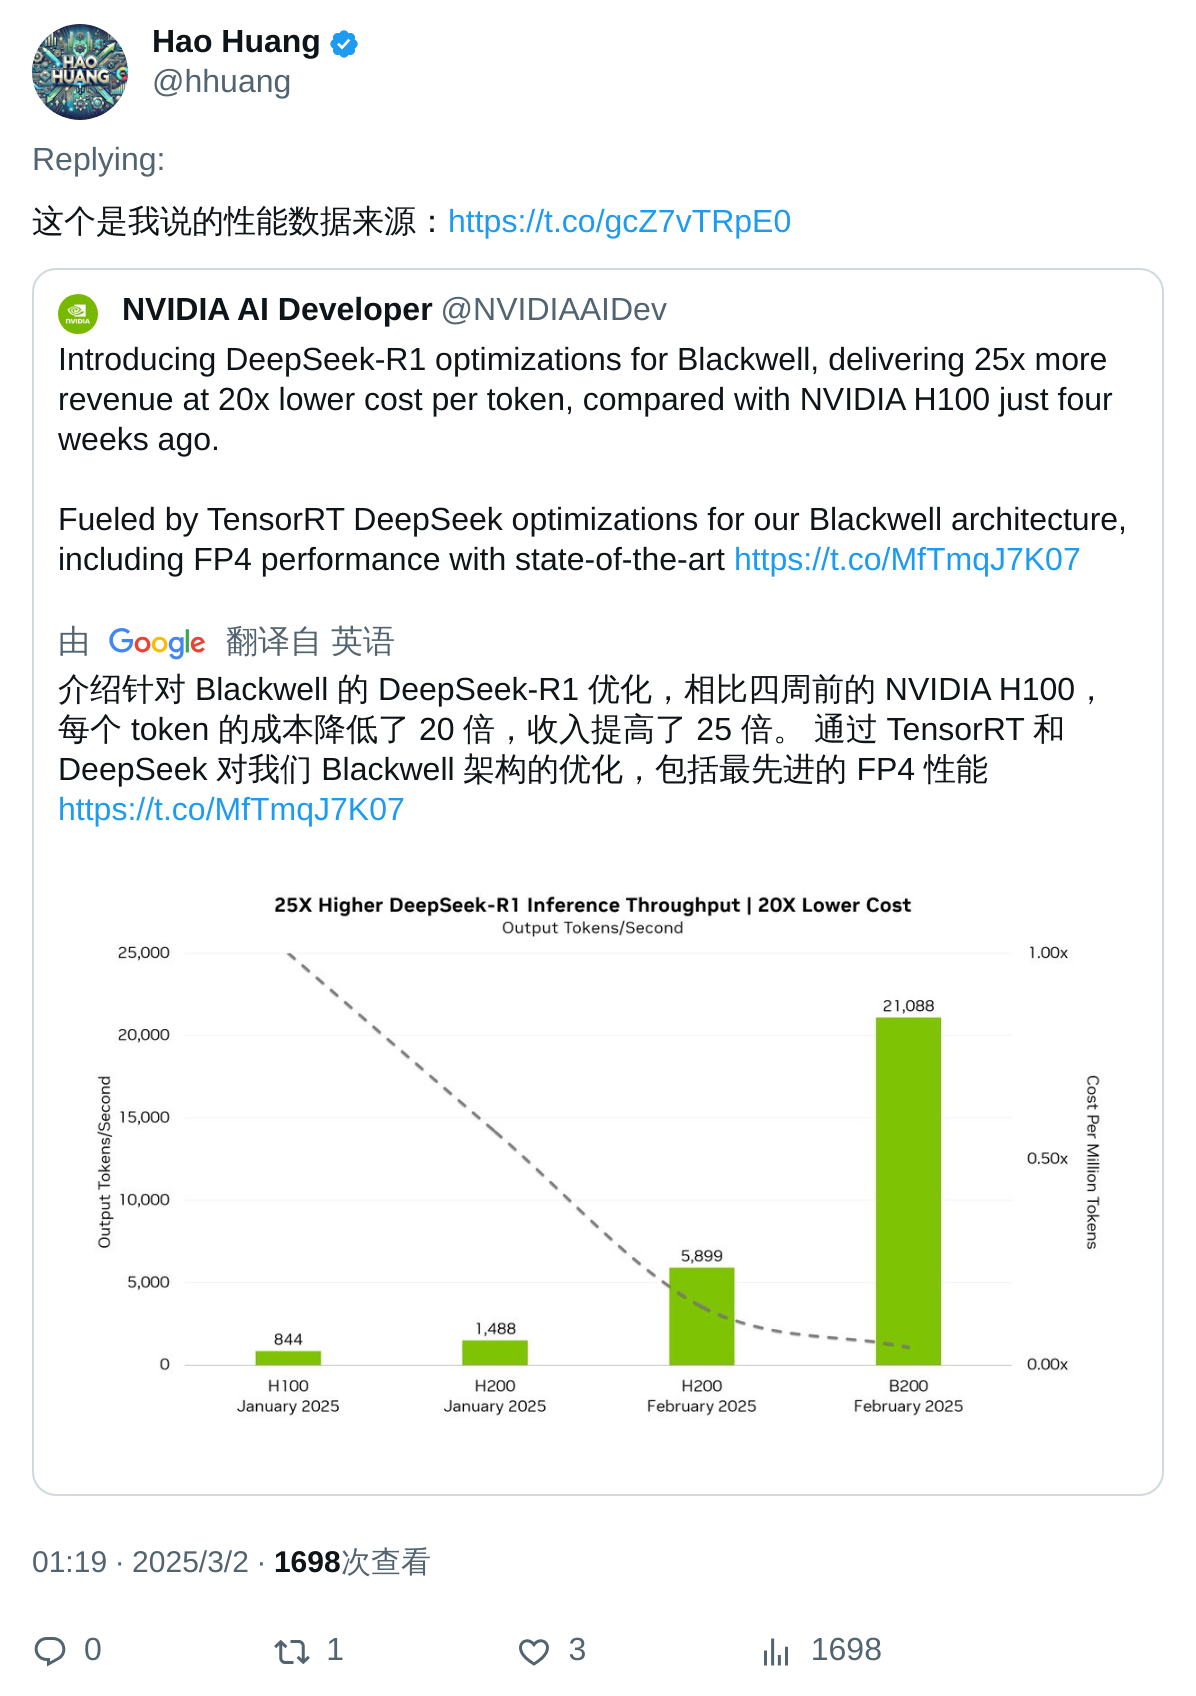 HAO
HUANG
Hao Huang
@hhuang
Replying:
这个是我说的性能数据来源：https://t.co/gcZ7vTRpE0
NVIDIA
NVIDIA AI Developer @NVIDIAAIDev
Introducing DeepSeek-R1 optimizations for Blackwell, delivering 25x more
revenue at 20x lower cost per token, compared with NVIDIA H100 just four
weeks ago.
Fueled by TensorRT DeepSeek optimizations for our Blackwell architecture,
including FP4 performance with state-of-the-art https://t.co/MfTmqJ7K07
由 Google 翻译自 英语
介绍针对 Blackwell 的 DeepSeek-R1 优化，相比四周前的 NVIDIA H100，
每个 token 的成本降低了 20 倍，收入提高了 25 倍。 通过 TensorRT 和
DeepSeek 对我们 Blackwell 架构的优化，包括最先进的 FP4 性能
https://t.co/MfTmqJ7K07
25X Higher DeepSeek-R1 Inference Throughput | 20X Lower Cost
Output Tokens/Second
25,000
20,000
15,000
10,000
5,000
0
Output Tokens/Second
844
1,488
5,899
21,088
1.00x
0.50x
0.00x
Cost Per Million Tokens
H100
January 2025
H200
January 2025
H200
February 2025
B200
February 2025
01:19 · 2025/3/2 · 1698次查看
0
1
3
1698